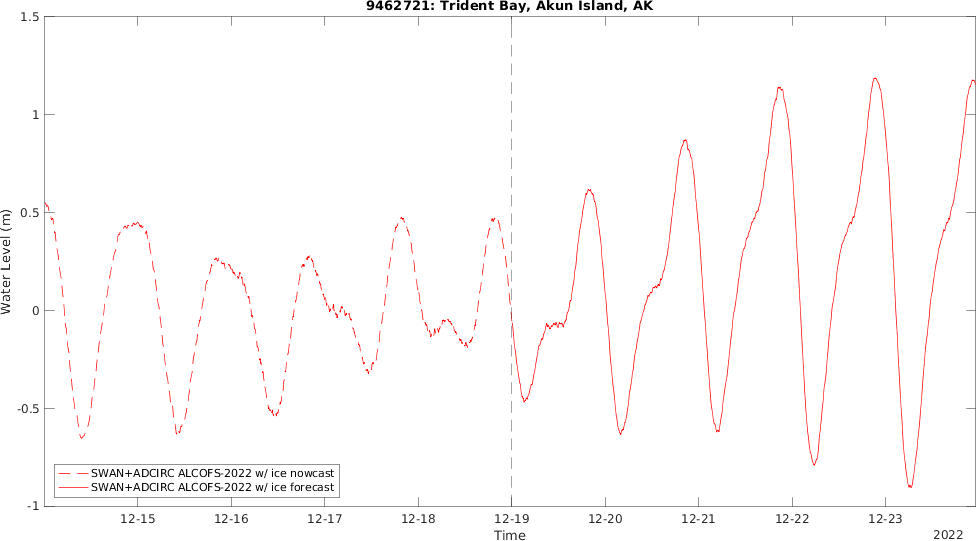 9462721: Trident Bay, Akun Island, AK
1.5
1
0.5
0
-0.5
-1
Water Level (m)
SWAN+ADCIRC ALCOFS-2022 w/ ice nowcast
SWAN+ADCIRC ALCOFS-2022 w/ ice forecast
12-15 12-16 12-17 12-18 12-19 12-20 12-21 12-22 12-23
Time
2022